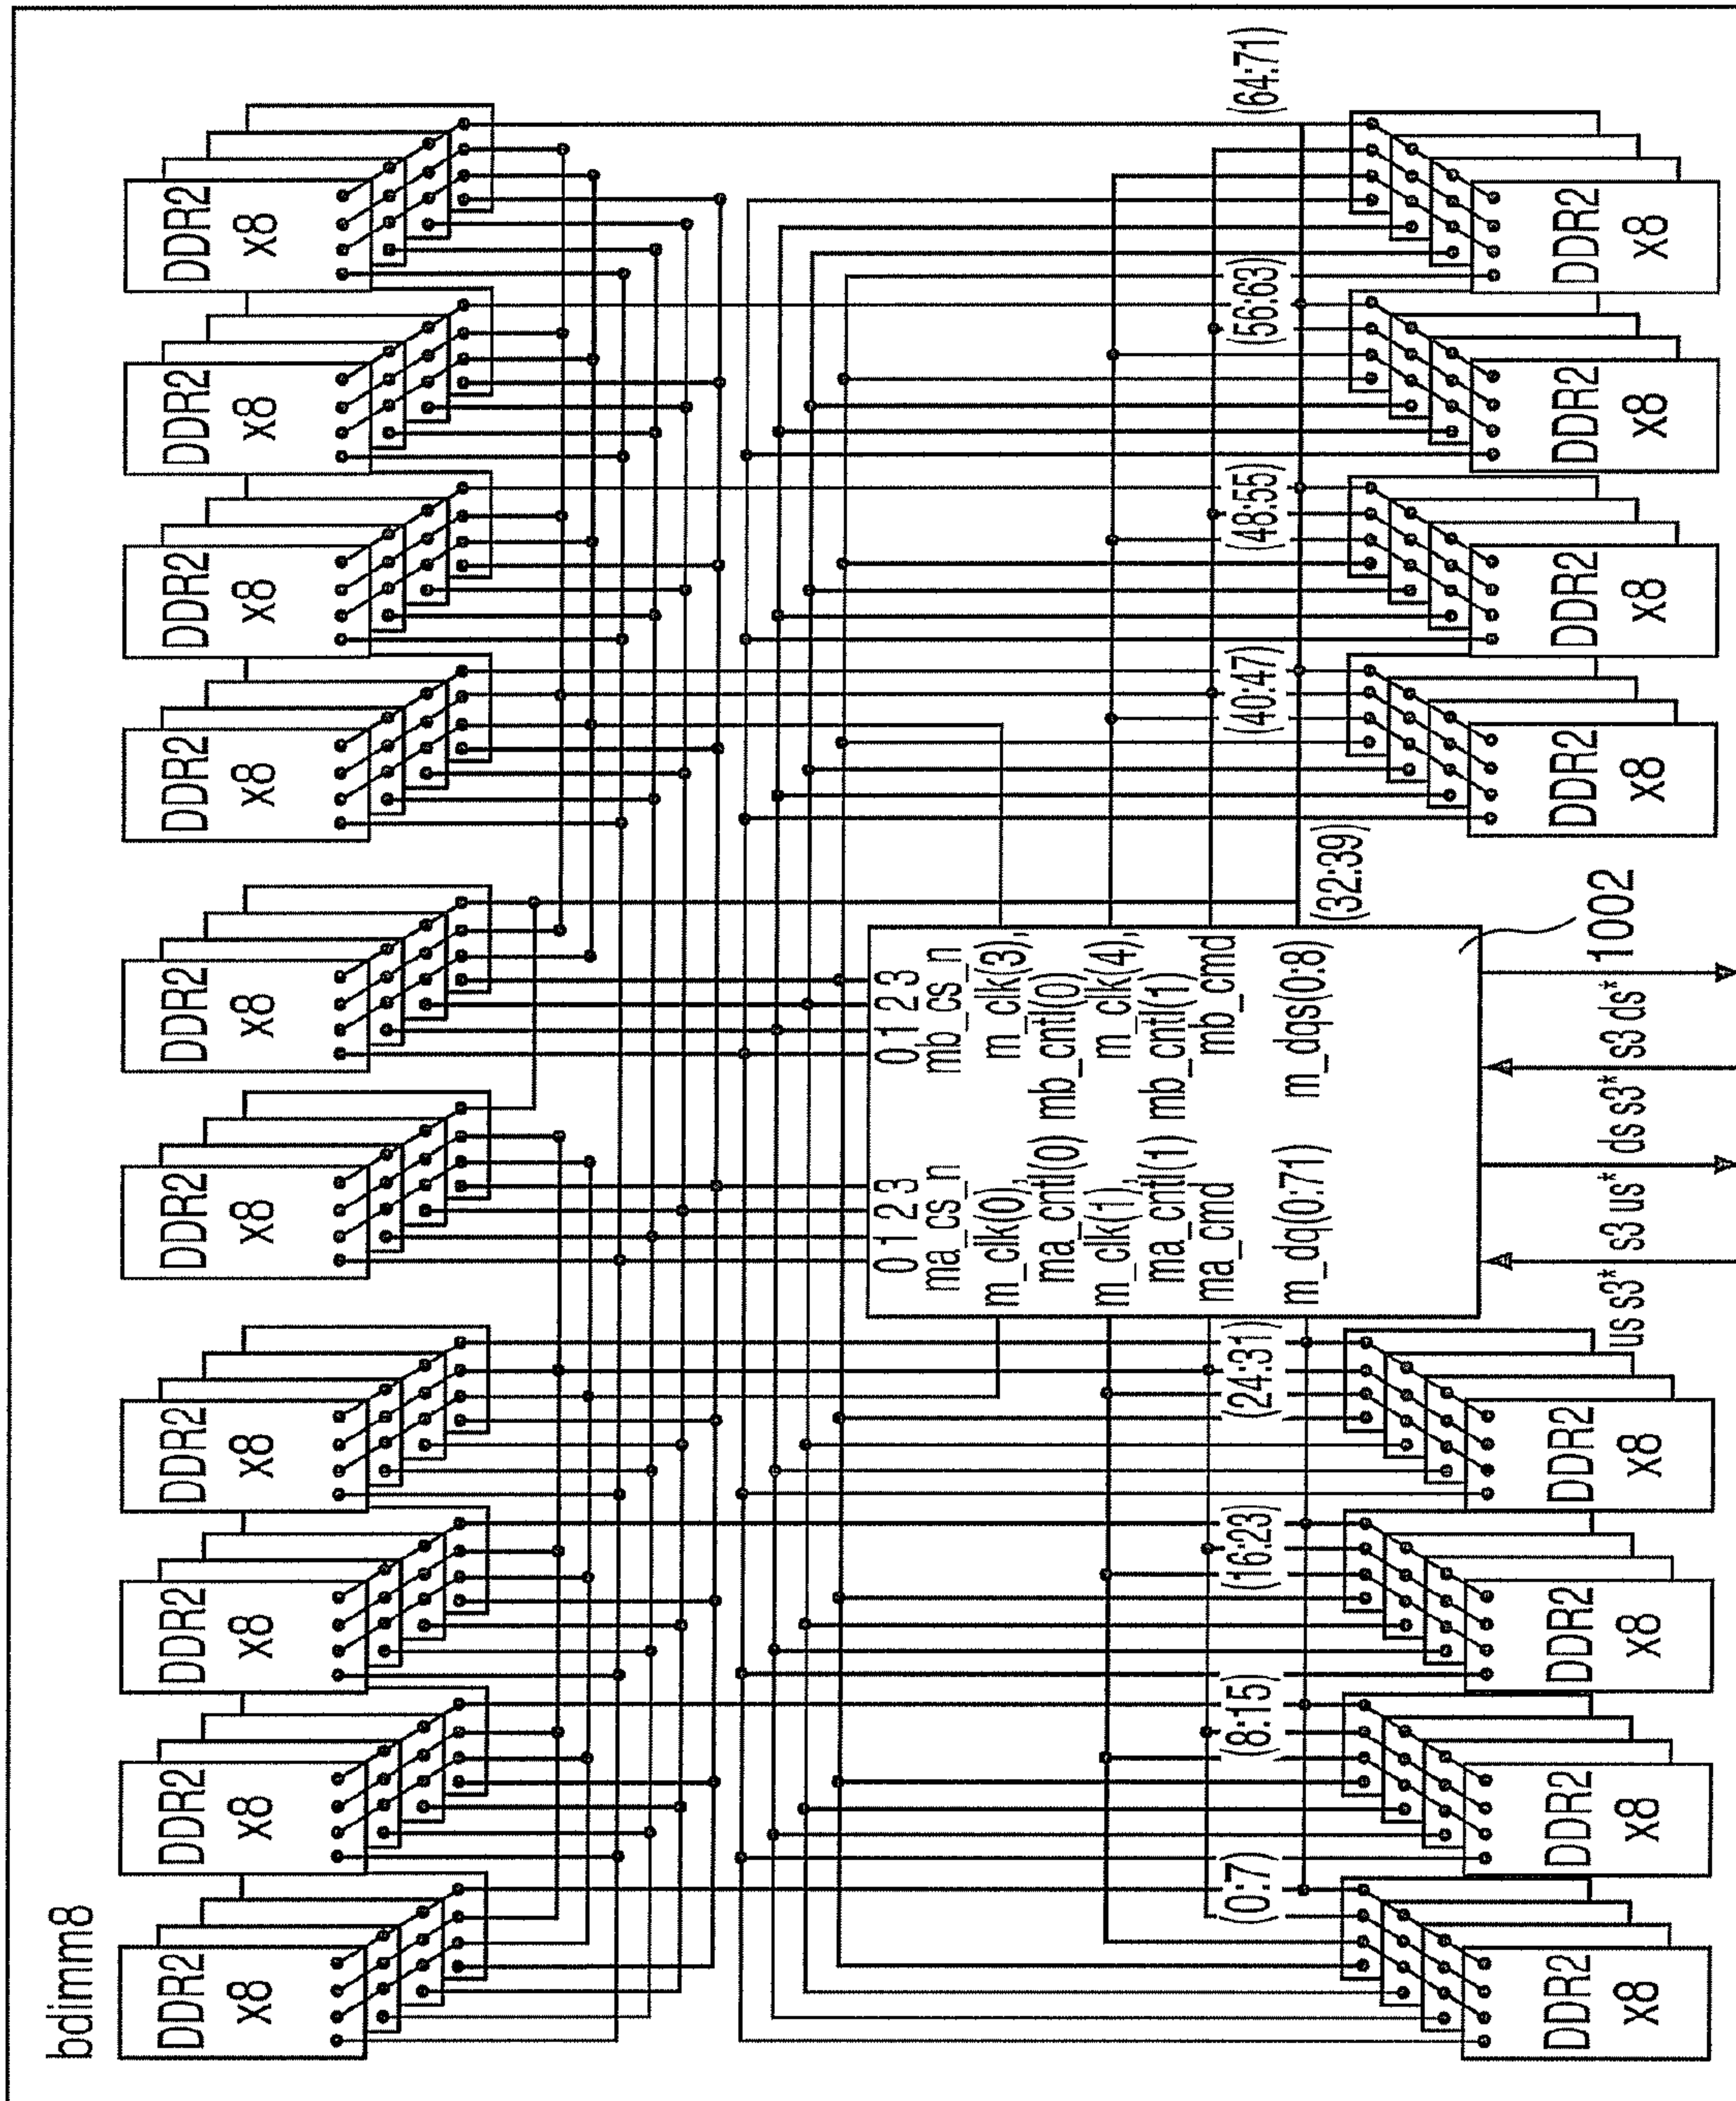 bdimm8
DDR2 DDR2 DDR2 DDR2 DDR2 DDR2 DDR2 DDR2 DDR2 DDR2
x8 x8 x8 x8 x8 x8 x8 x8 x8 x8
0 1 2 3 0 1 2 3
ma_cs_n mb_cs_n
m_clk(0), m_clk(3),
ma_cntl(0) mb_cntl(0)
m_clk(1), m_clk(4),
ma_cntl(1) mb_cntl(1)
ma_cmd mb_cmd
(0:7) (8:15) (16:23) (24:31) (40:47) (48:55) (56:63) (64:71)
m_dq(0:71) m_dqs(0:8)
(32:39)
DDR2 DDR2 DDR2 DDR2 DDR2 DDR2 DDR2 DDR2
x8 x8 x8 x8 x8 x8 x8 x8
1002
us s3* s3 us* ds s3* s3 ds*